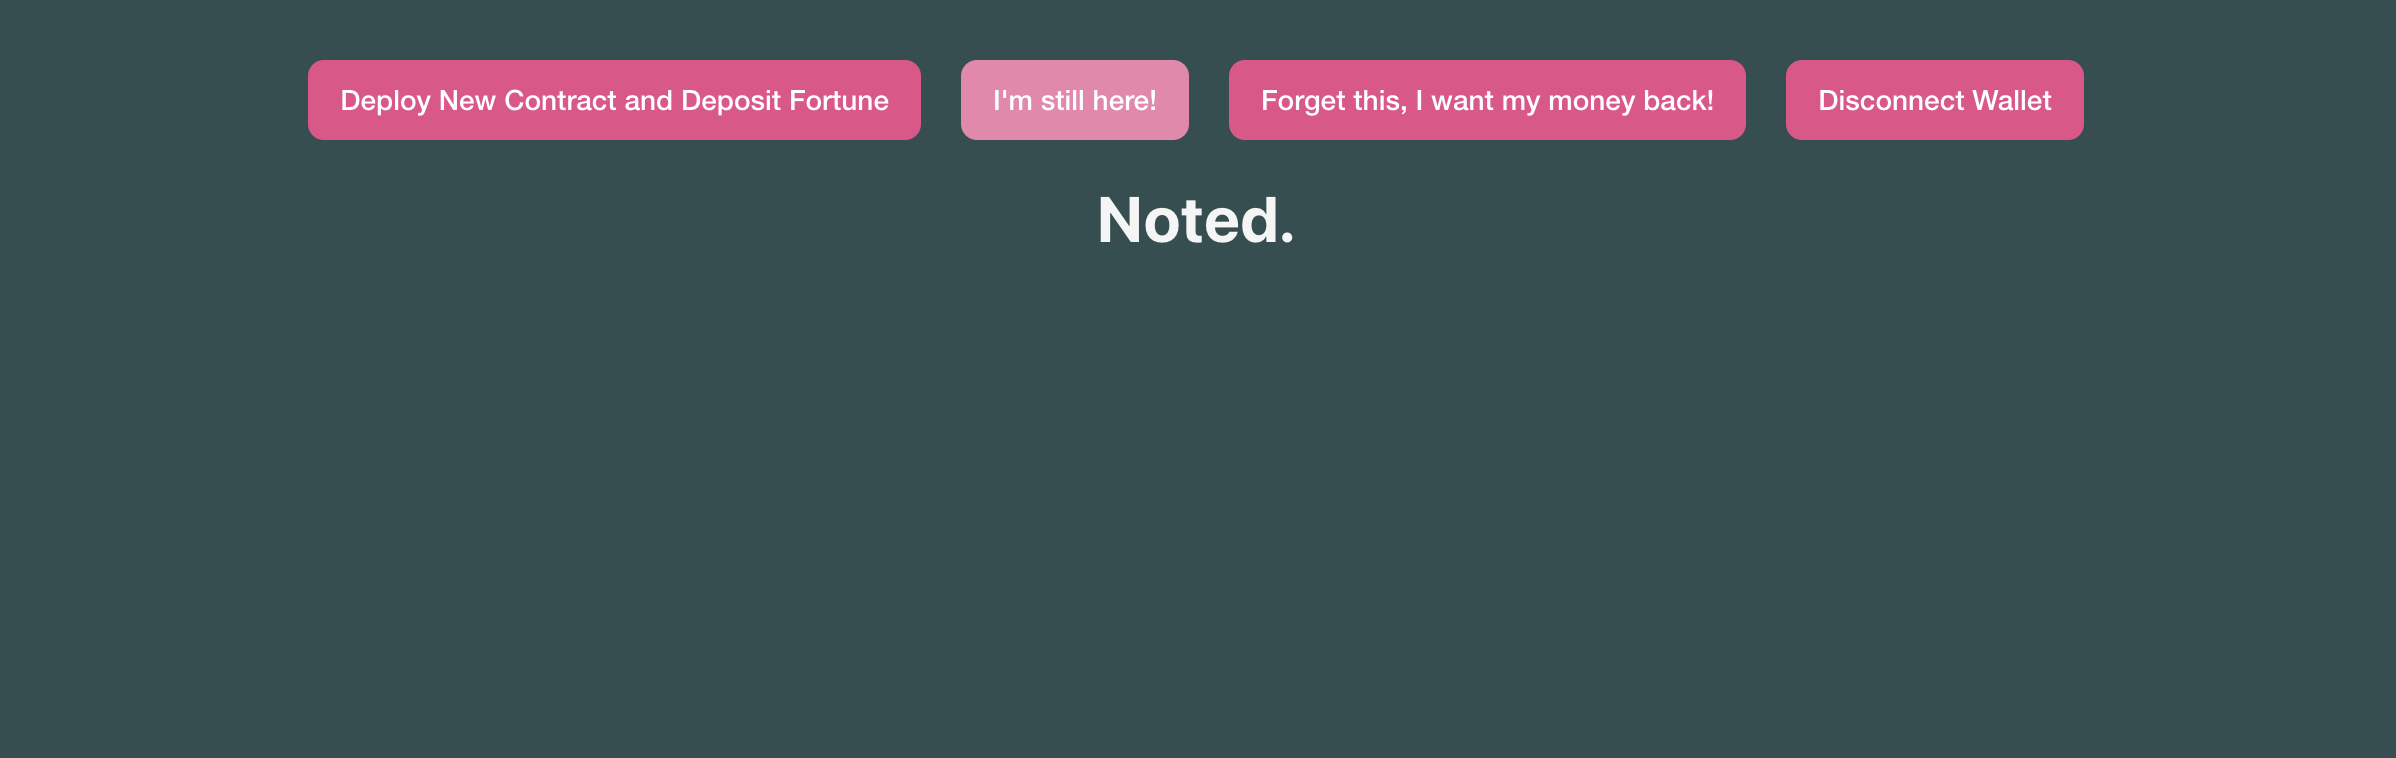 Deploy New Contract and Deposit Fortune
I'm still here!
Forget this, I want my money back!
Disconnect Wallet
Noted.